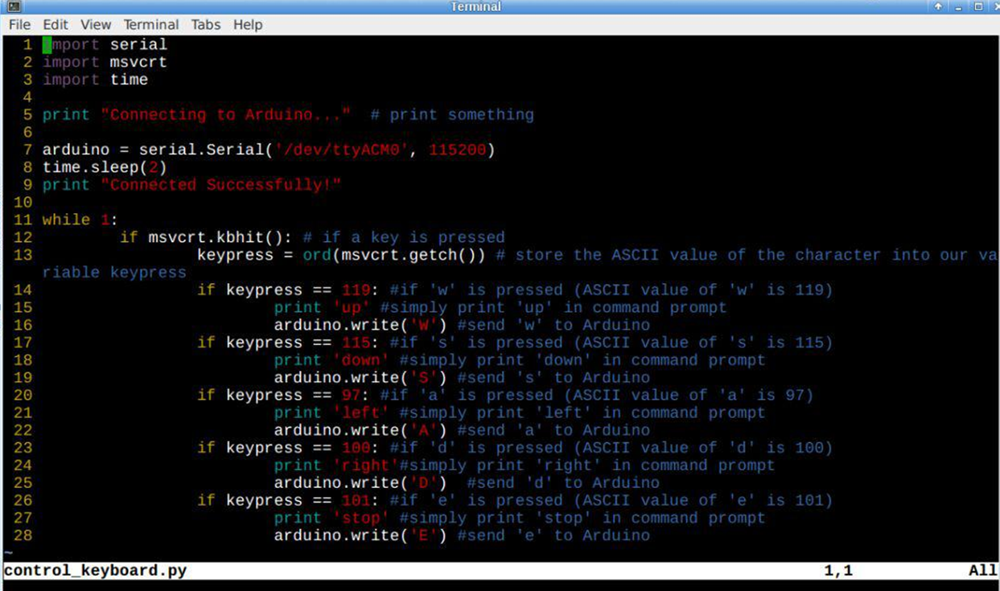 Terminal
File Edit View Terminal Tabs Help
1 import serial
2 import msvcrt
3 import time
4
5 print "Connecting to Arduino..."  # print something
6
7 arduino = serial.Serial('/dev/ttyACM0', 115200)
8 time.sleep(2)
9 print "Connected Successfully!"
10
11 while 1:
12         if msvcrt.kbhit(): # if a key is pressed
13                 keypress = ord(msvcrt.getch()) # store the ASCII value of the character into our va
riable keypress
14                 if keypress == 119: #if 'w' is pressed (ASCII value of 'w' is 119)
15                         print 'up' #simply print 'up' in command prompt
16                         arduino.write('W') #send 'w' to Arduino
17                 if keypress == 115: #if 's' is pressed (ASCII value of 's' is 115)
18                         print 'down' #simply print 'down' in command prompt
19                         arduino.write('S') #send 's' to Arduino
20                 if keypress == 97: #if 'a' is pressed (ASCII value of 'a' is 97)
21                         print 'left' #simply print 'left' in command prompt
22                         arduino.write('A') #send 'a' to Arduino
23                 if keypress == 100: #if 'd' is pressed (ASCII value of 'd' is 100)
24                         print 'right'#simply print 'right' in command prompt
25                         arduino.write('D')  #send 'd' to Arduino
26                 if keypress == 101: #if 'e' is pressed (ASCII value of 'e' is 101)
27                         print 'stop' #simply print 'stop' in command prompt
28                         arduino.write('E') #send 'e' to Arduino
~
control_keyboard.py 1,1 All